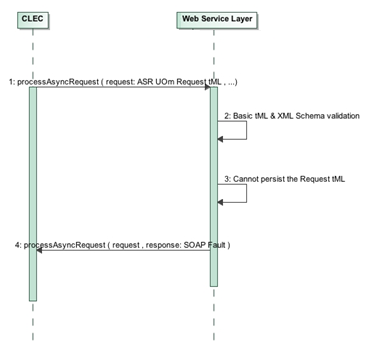 CLEC
Web Service Layer
1: processAsyncRequest ( request: ASR UOm Request tML , ...)
2: Basic tML & XML Schema validation
3: Cannot persist the Request tML
4: processAsyncRequest ( request , response: SOAP Fault )